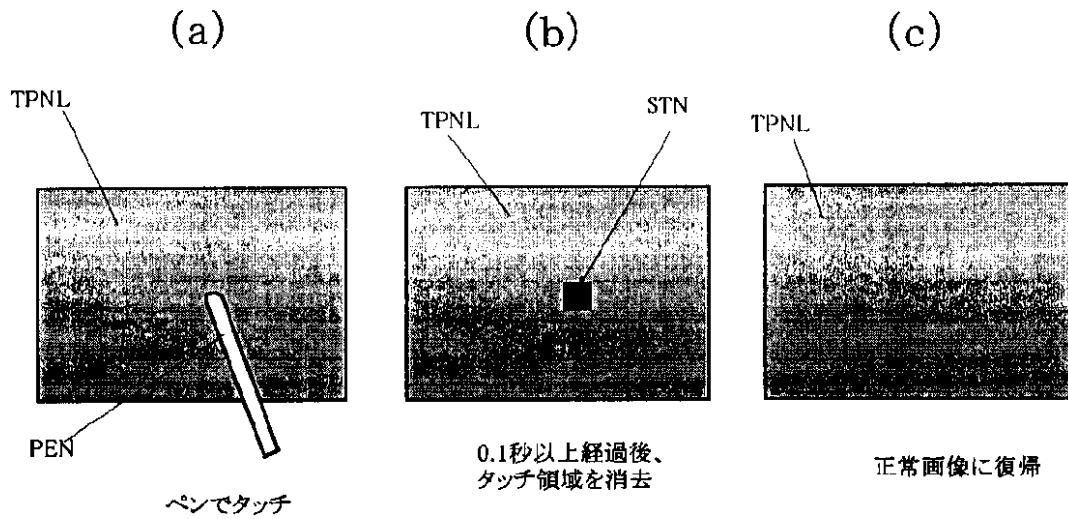 (a)
(b)
(c)
TPNL
TPNL
STN
TPNL
PEN
ペンでタッチ
0.1秒以上経過後、
タッチ領域を消去
正常画像に復帰